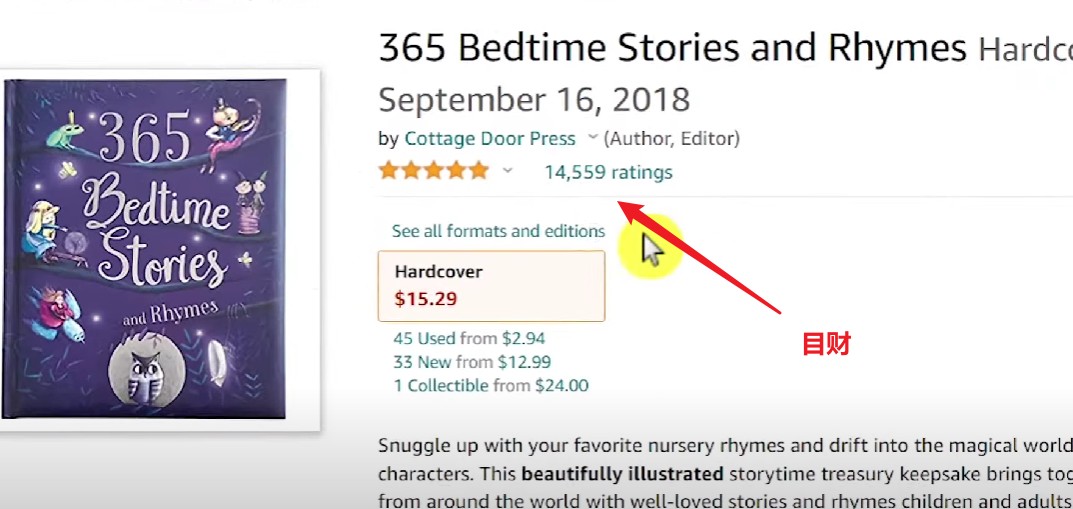 365
Bedtime
Stories
and Rhymes
365 Bedtime Stories and Rhymes
September 16, 2018
by Cottage Door Press (Author, Editor)
14,559 ratings
See all formats and editions
Hardcover
$15.29
45 Used from $2.94
33 New from $12.99
1 Collectible from $24.00
目财
Snuggle up with your favorite nursery rhymes and drift into the magical world
characters. This beautifully illustrated storytime treasury keepsake brings
from around the world with well-loved stories and rhymes children and adults